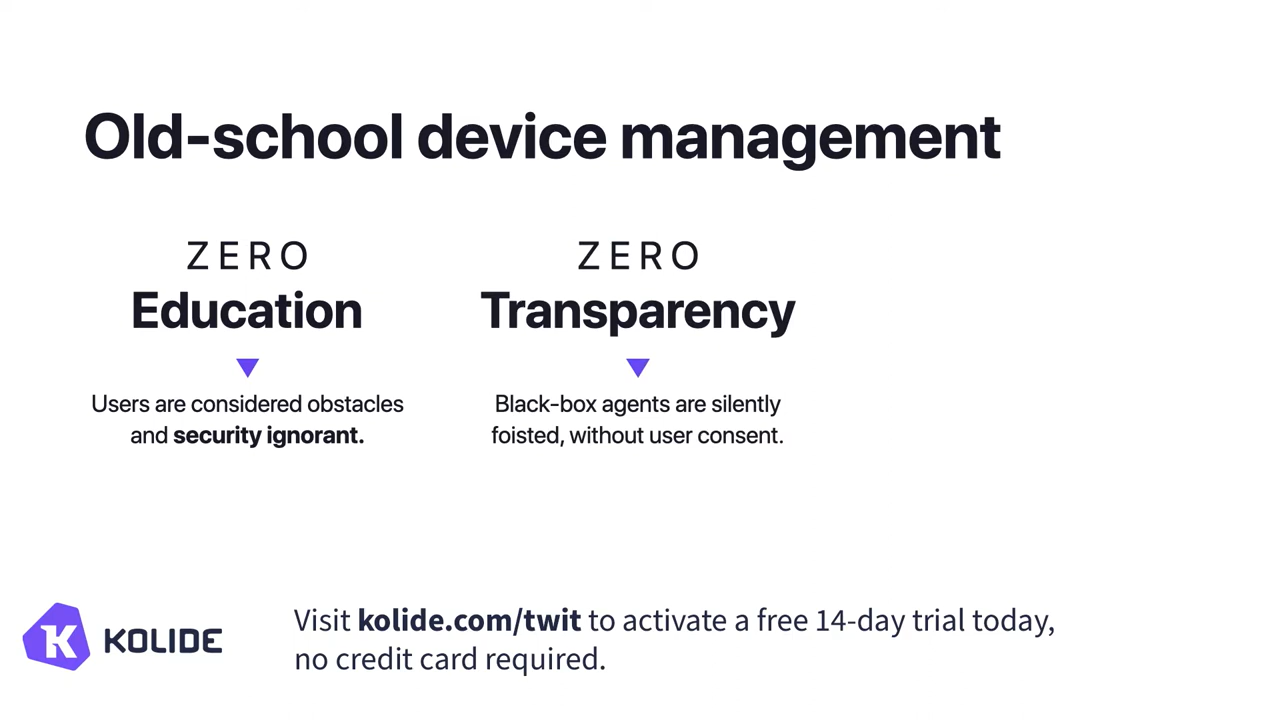 Old-school device management
ZERO
Education
Users are considered obstacles
and security ignorant.
ZERO
Transparency
Black-box agents are silently
foisted, without user consent.
K KOLIDE
Visit kolide.com/twit to activate a free 14-day trial today,
no credit card required.